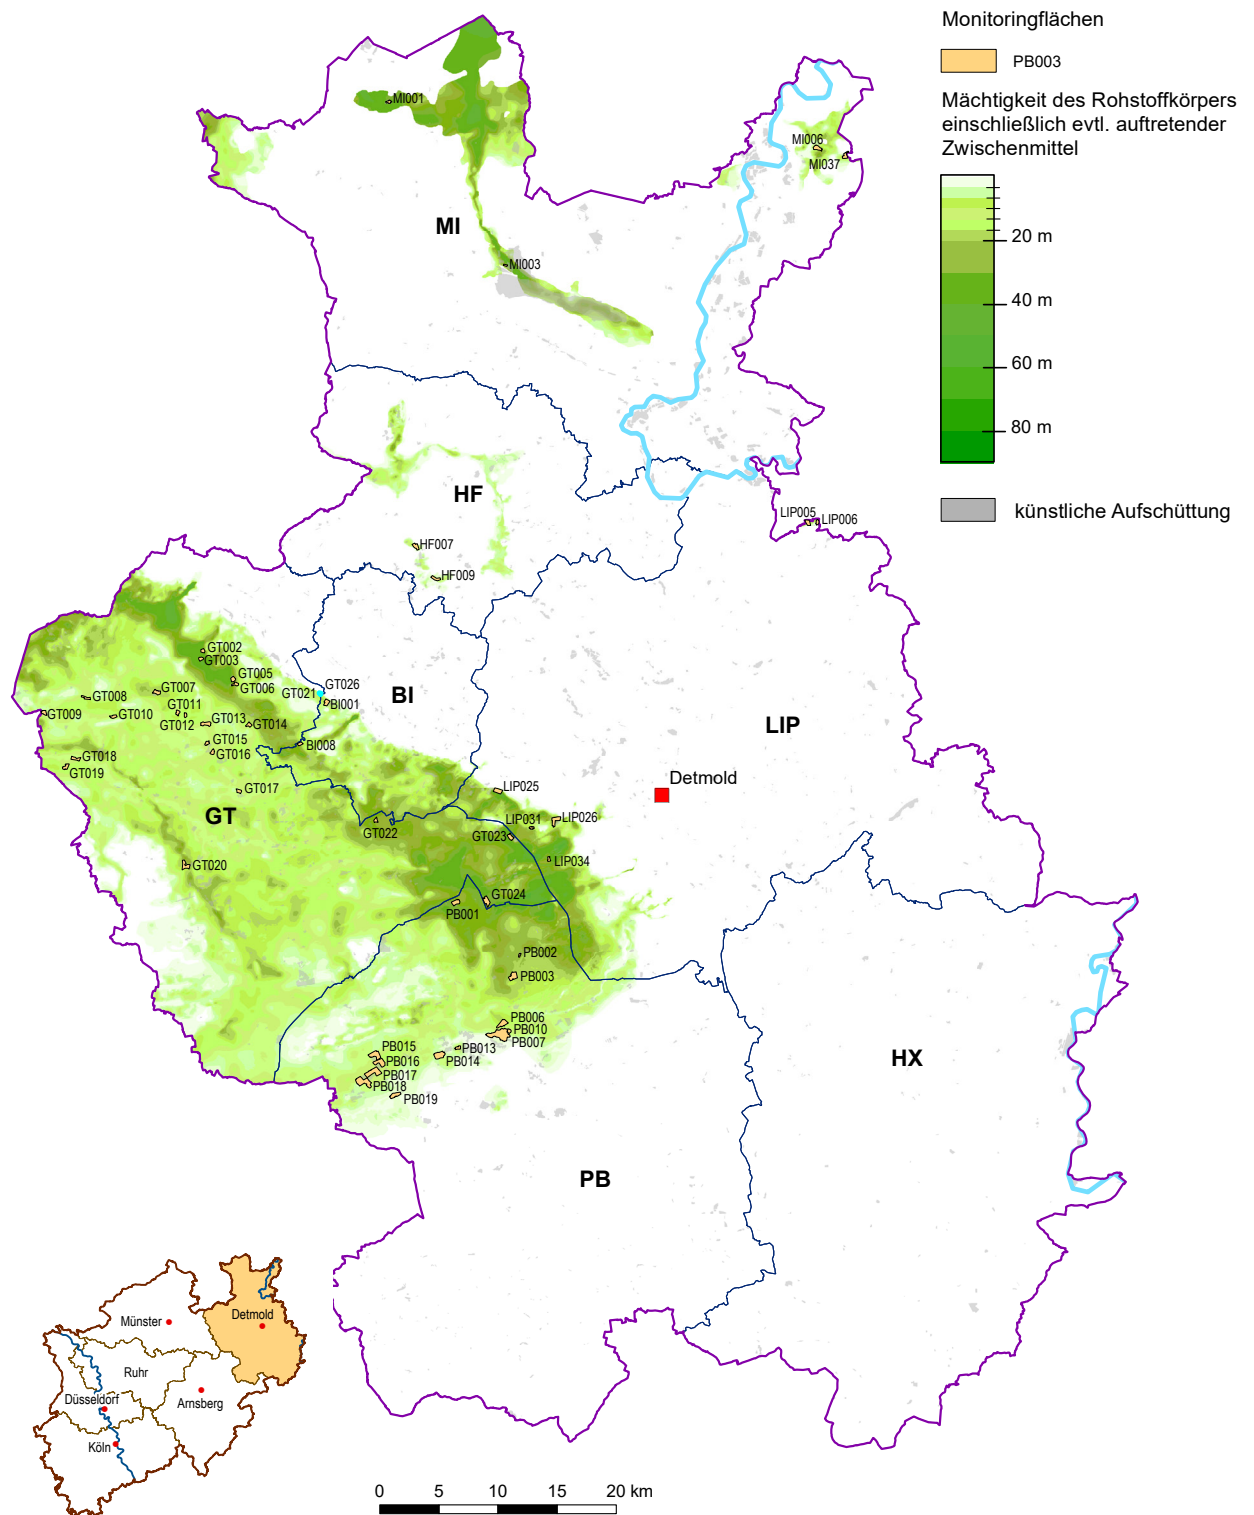 Monitoringflächen
PB003
Mächtigkeit des Rohstoffkörpers
einschließlich evtl. auftretender
Zwischenmittel
20 m
40 m
60 m
80 m
künstliche Aufschüttung
MI001
MI006
MI037
MI
MI003
HF
HF007
HF009
LIP005
LIP006
GT002
GT003
GT005
GT006
GT007
GT008
GT009
GT010
GT011
GT012
GT013
GT014
GT015
GT016
GT017
GT018
GT019
GT020
GT021
GT026
BI001
BI008
BI
LIP
Detmold
GT
GT022
GT023
GT024
LIP025
LIP026
LIP031
LIP034
PB001
PB002
PB003
PB006
PB010
PB007
PB013
PB014
PB015
PB016
PB017
PB018
PB019
HX
PB
Münster
Detmold
Ruhr
Düsseldorf
Arnsberg
Köln
0 5 10 15 20 km